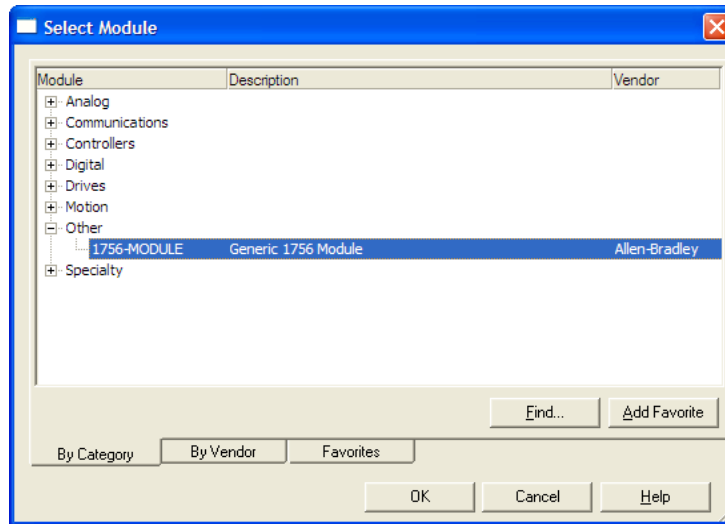 Select Module
Module Description Vendor
Analog
Communications
Controllers
Digital
Drives
Motion
Other
1756-MODULE Generic 1756 Module Allen-Bradley
Specialty
Find... Add Favorite
By Category By Vendor Favorites
OK Cancel Help